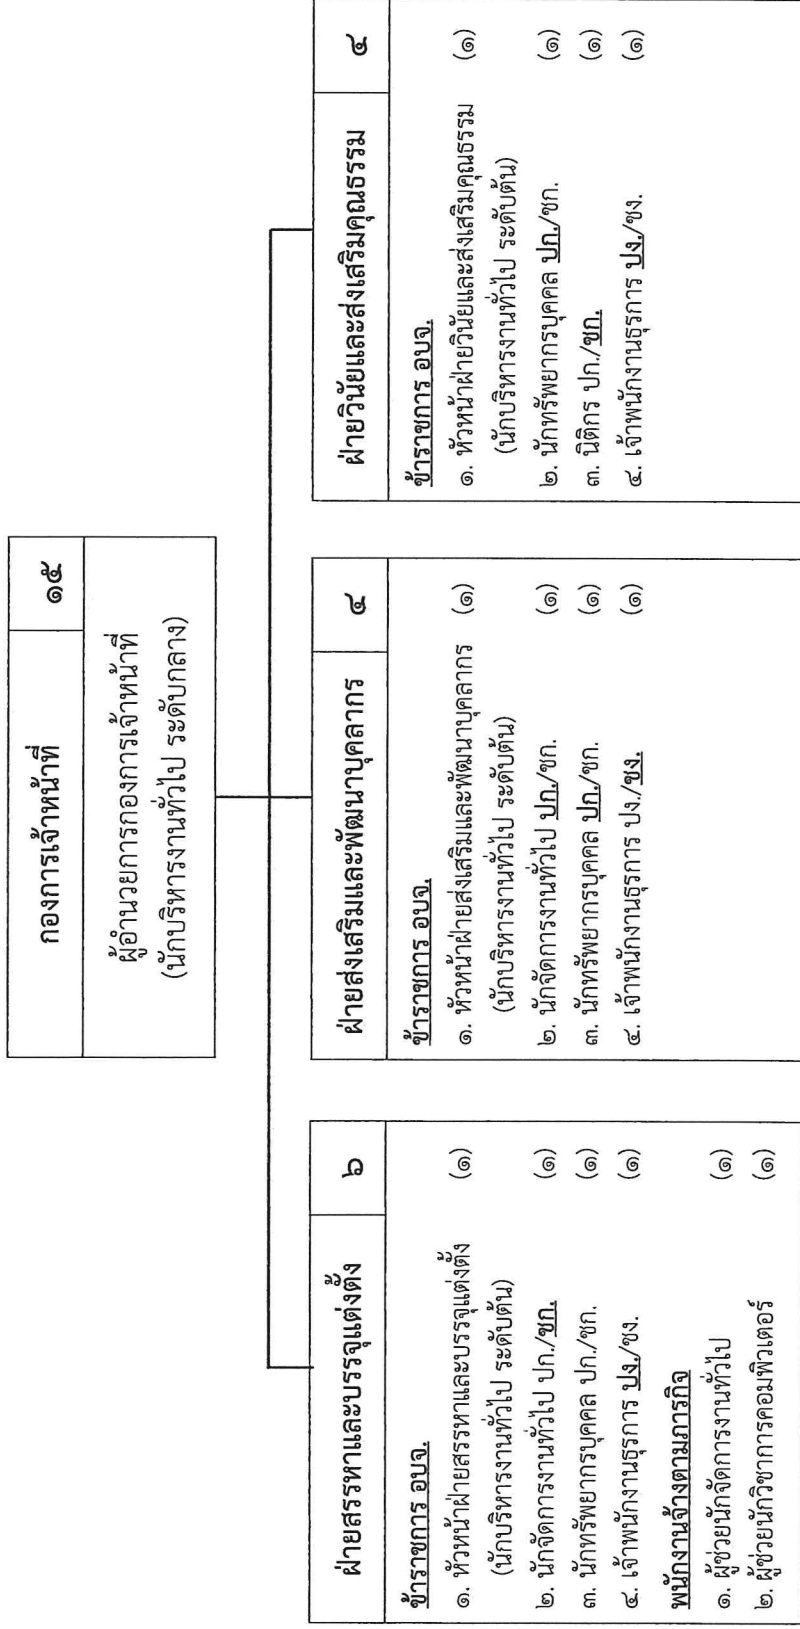 กองการเจ้าหน้าที่ ๑๕
ผู้อำนวยการกองการเจ้าหน้าที่
(นักบริหารงานทั่วไป ระดับกลาง)
ฝ่ายสรรหาและบรรจุแต่งตั้ง ๖
ข้าราชการ อบจ.
๑. หัวหน้าฝ่ายสรรหาและบรรจุแต่งตั้ง (๑)
(นักบริหารงานทั่วไป ระดับต้น)
๒. นักจัดการงานทั่วไป ปก./ชก. (๑)
๓. นักทรัพยากรบุคคล ปก./ชก. (๑)
๔. เจ้าพนักงานธุรการ ปง./ชง. (๑)
พนักงานจ้างตามภารกิจ
๑. ผู้ช่วยนักจัดการงานทั่วไป (๑)
๒. ผู้ช่วยนักวิชาการคอมพิวเตอร์ (๑)
ฝ่ายส่งเสริมและพัฒนาบุคลากร ๔
ข้าราชการ อบจ.
๑. หัวหน้าฝ่ายส่งเสริมและพัฒนาบุคลากร (๑)
(นักบริหารงานทั่วไป ระดับต้น)
๒. นักจัดการงานทั่วไป ปก./ชก. (๑)
๓. นักทรัพยากรบุคคล ปก./ชก. (๑)
๔. เจ้าพนักงานธุรการ ปง./ชง. (๑)
ฝ่ายวินัยและส่งเสริมคุณธรรม ๔
ข้าราชการ อบจ.
๑. หัวหน้าฝ่ายวินัยและส่งเสริมคุณธรรม (๑)
(นักบริหารงานทั่วไป ระดับต้น)
๒. นักทรัพยากรบุคคล ปก./ชก. (๑)
๓. นิติกร ปก./ชก. (๑)
๔. เจ้าพนักงานธุรการ ปง./ชง. (๑)